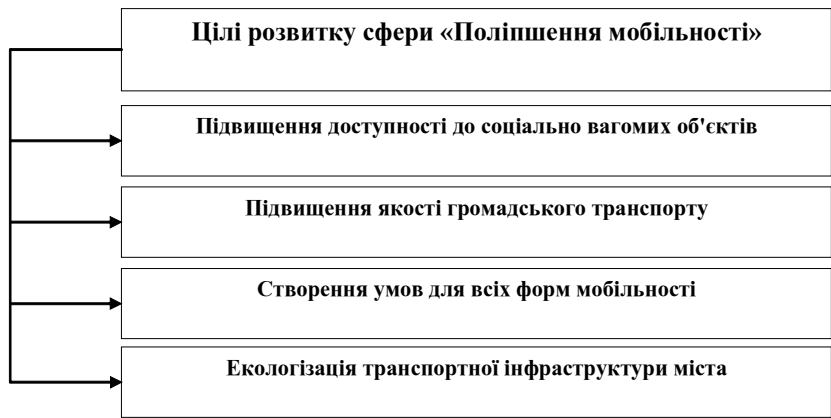 Цілі розвитку сфери «Поліпшення мобільності»
Підвищення доступності до соціально вагомих об'єктів
Підвищення якості громадського транспорту
Створення умов для всіх форм мобільності
Екологізація транспортної інфраструктури міста